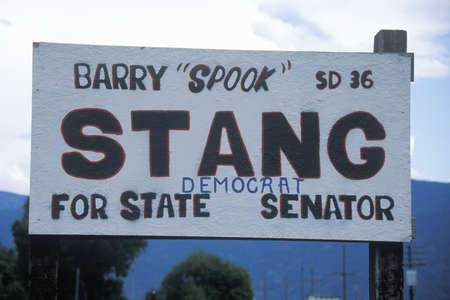 BARRY "SPOOK" SD 36
STANG
DEMOCRAT
FOR STATE SENATOR